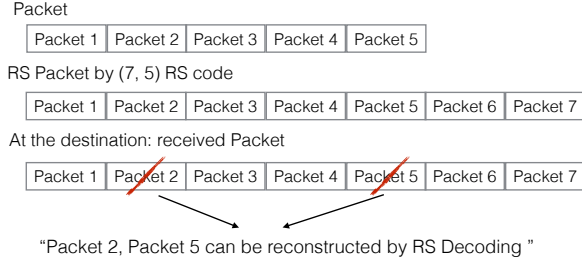 Packet
Packet 1 Packet 2 Packet 3 Packet 4 Packet 5
RS Packet by (7, 5) RS code
Packet 1 Packet 2 Packet 3 Packet 4 Packet 5 Packet 6 Packet 7
At the destination: received Packet
Packet 1 Packet 2 Packet 3 Packet 4 Packet 5 Packet 6 Packet 7
“Packet 2, Packet 5 can be reconstructed by RS Decoding ”